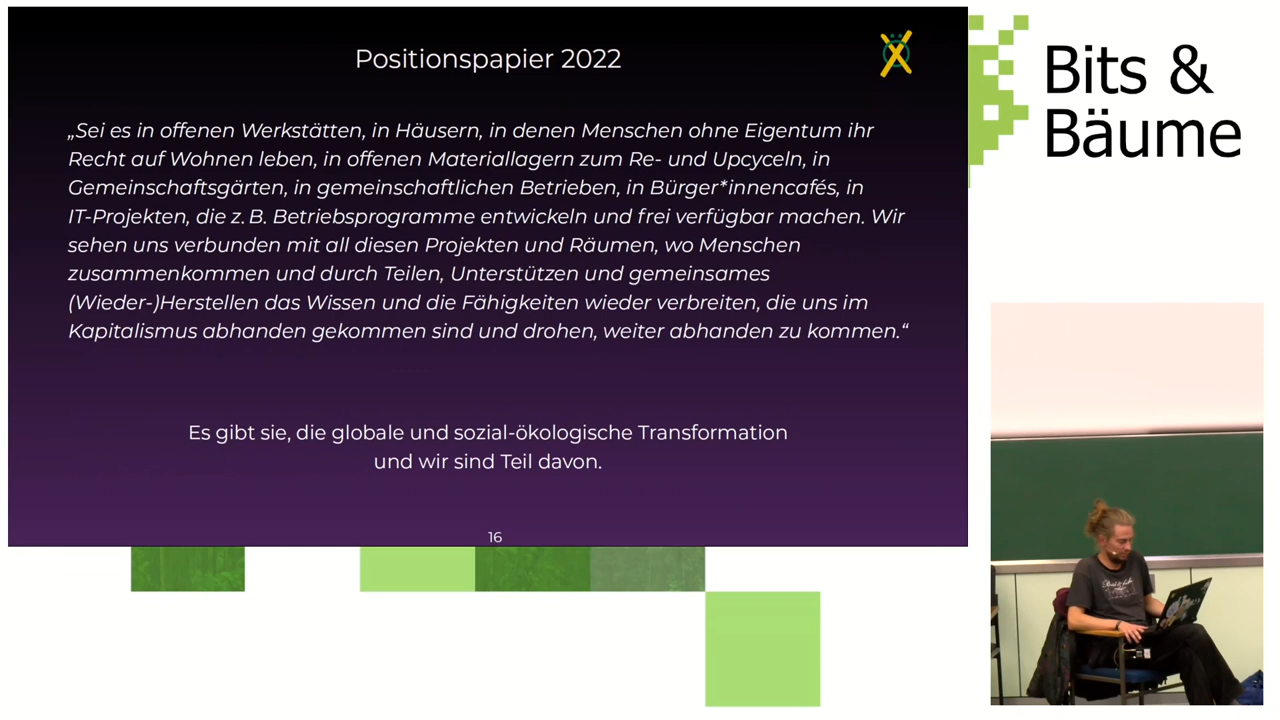 Positionspapier 2022
„Sei es in offenen Werkstätten, in Häusern, in denen Menschen ohne Eigentum ihr
Recht auf Wohnen leben, in offenen Materiallagern zum Re- und Upcyceln, in
Gemeinschaftsgärten, in gemeinschaftlichen Betrieben, in Bürger*innencafés, in
IT-Projekten, die z. B. Betriebsprogramme entwickeln und frei verfügbar machen. Wir
sehen uns verbunden mit all diesen Projekten und Räumen, wo Menschen
zusammenkommen und durch Teilen, Unterstützen und gemeinsames
(Wieder-)Herstellen das Wissen und die Fähigkeiten wieder verbreiten, die uns im
Kapitalismus abhanden gekommen sind und drohen, weiter abhanden zu kommen.“
Es gibt sie, die globale und sozial-ökologische Transformation
und wir sind Teil davon.
16
Bits &
Bäume